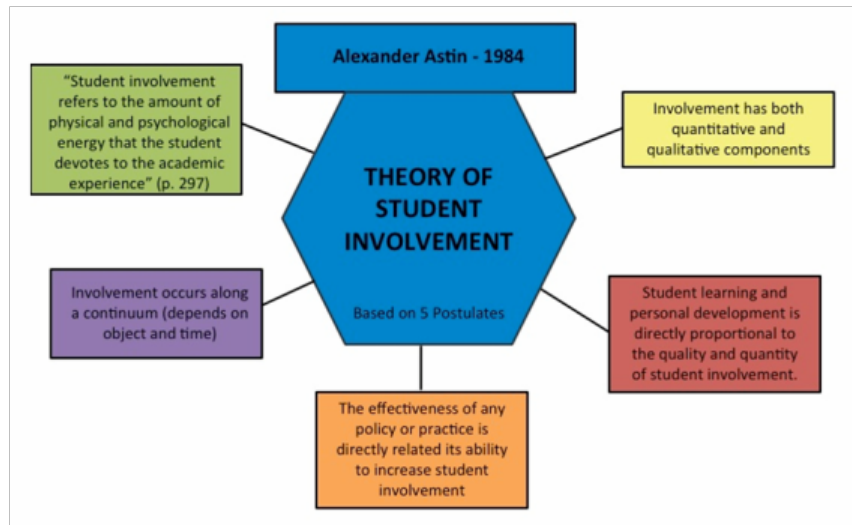 Alexander Astin - 1984
“Student involvement
refers to the amount of
physical and psychological
energy that the student
devotes to the academic
experience” (p. 297)
Involvement has both
quantitative and
qualitative components
THEORY OF
STUDENT
INVOLVEMENT
Based on 5 Postulates
Involvement occurs along
a continuum (depends on
object and time)
Student learning and
personal development is
directly proportional to
the quality and quantity
of student involvement.
The effectiveness of any
policy or practice is
directly related its ability
to increase student
involvement